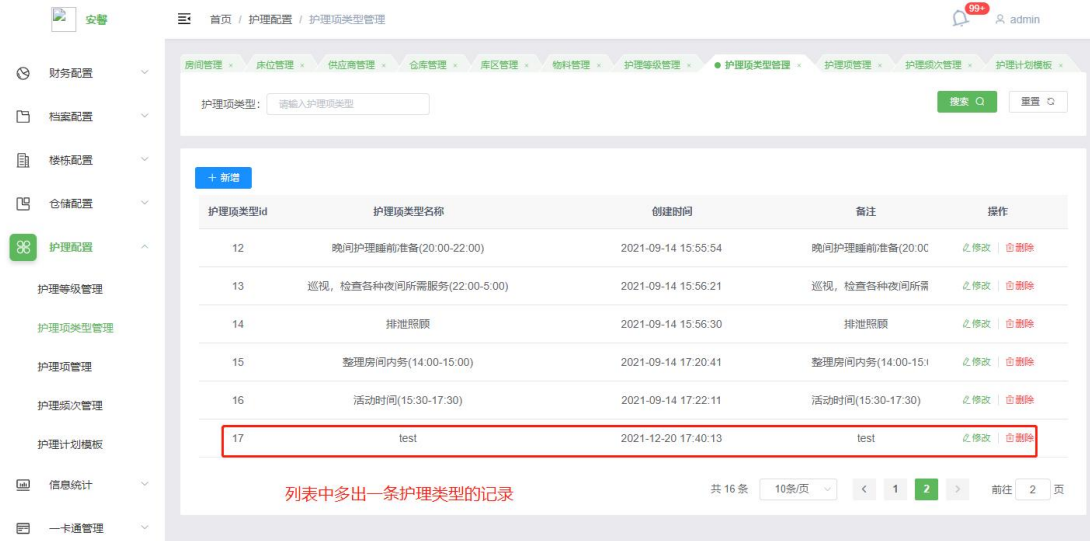 安馨
首页 / 护理配置 / 护理项类型管理
99+
admin
房间管理 × 床位管理 × 供应商管理 × 仓库管理 × 库区管理 × 物料管理 × 护理等级管理 × ● 护理项类型管理 × 护理项管理 × 护理频次管理 × 护理计划模板 ×
财务配置
档案配置
楼栋配置
仓储配置
护理配置
护理等级管理
护理项类型管理
护理项管理
护理频次管理
护理计划模板
信息统计
一卡通管理
护理项类型: 请输入护理项类型 搜索 重置
+ 新增
护理项类型id 护理项类型名称 创建时间 备注 操作
12 晚间护理睡前准备(20:00-22:00) 2021-09-14 15:55:54 晚间护理睡前准备(20:00 修改 删除
13 巡视，检查各种夜间所需服务(22:00-5:00) 2021-09-14 15:56:21 巡视，检查各种夜间所需 修改 删除
14 排泄照顾 2021-09-14 15:56:30 排泄照顾 修改 删除
15 整理房间内务(14:00-15:00) 2021-09-14 17:20:41 整理房间内务(14:00-15: 修改 删除
16 活动时间(15:30-17:30) 2021-09-14 17:22:11 活动时间(15:30-17:30) 修改 删除
17 test 2021-12-20 17:40:13 test 修改 删除
列表中多出一条护理类型的记录
共 16 条 10条/页 < 1 2 > 前往 2 页